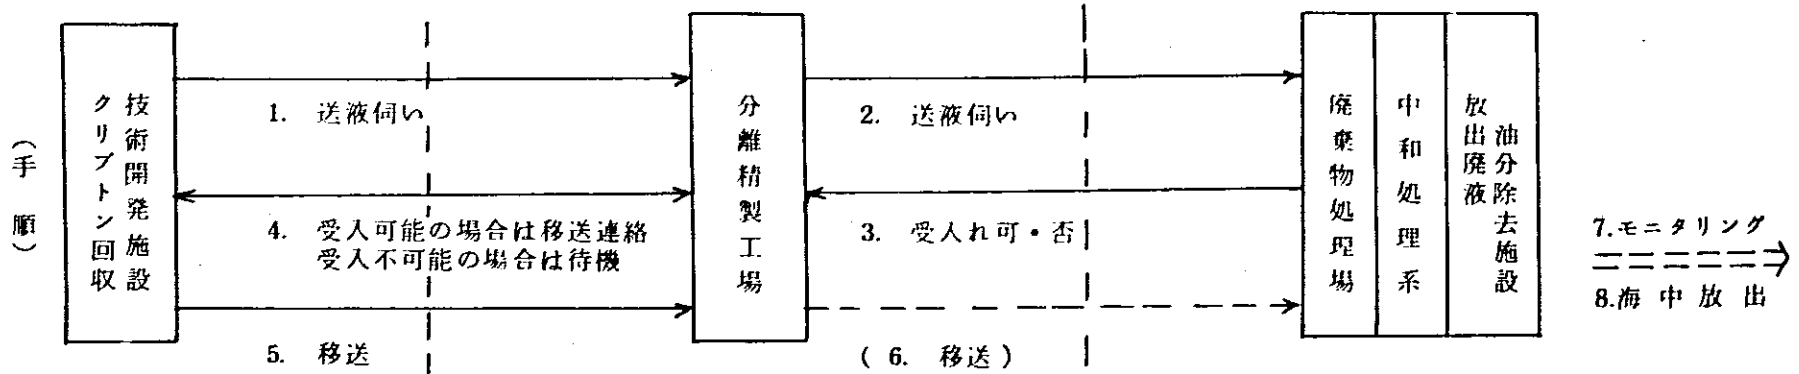 （手順）
クリプトン回収
技術開発施設
1. 送液伺い
4. 受入可能の場合は移送連絡
受入不可能の場合は待機
5. 移送
分離精製工場
2. 送液伺い
3. 受入れ可・否
( 6. 移送 )
廃棄物処理場
中和処理系
放出廃液
油分除去施設
7.モニタリング
8.海中放出